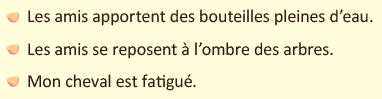 Les amis apportent des bouteilles pleines d’eau.
Les amis se reposent à l’ombre des arbres.
Mon cheval est fatigué.